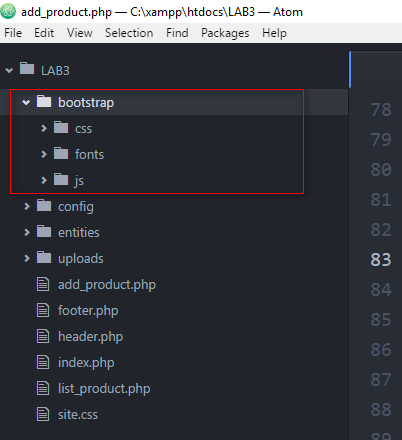 add_product.php — C:\xampp\htdocs\LAB3 — Atom
File Edit View Selection Find Packages Help
LAB3
bootstrap
css
fonts
js
config
entities
uploads
add_product.php
footer.php
header.php
index.php
list_product.php
site.css
78
79
80
81
82
83
84
85
86
87
88
89